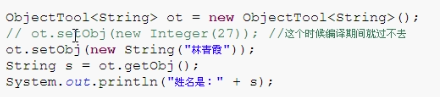 ObjectTool<String> ot = new ObjectTool<String>();
// ot.setObj(new Integer(27)); //这个时候编译期间就过不去
ot.setObj(new String("林青霞"));
String s = ot.getObj();
System.out.println("姓名是：" + s);